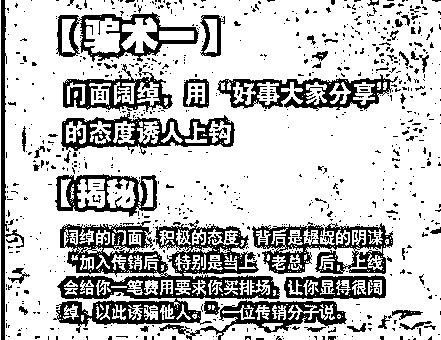 【骗术一】
门面阔绰，用“好事大家分享”
的态度诱人上钩
【揭秘】
阔绰的门面、积极的态度，背后是龌龊的阴谋。
“加入传销后，特别是当上‘老总’后，上线
会给你一笔费用要求你买排场，让你显得很阔
绰，以此诱骗他人。”一位传销分子说。